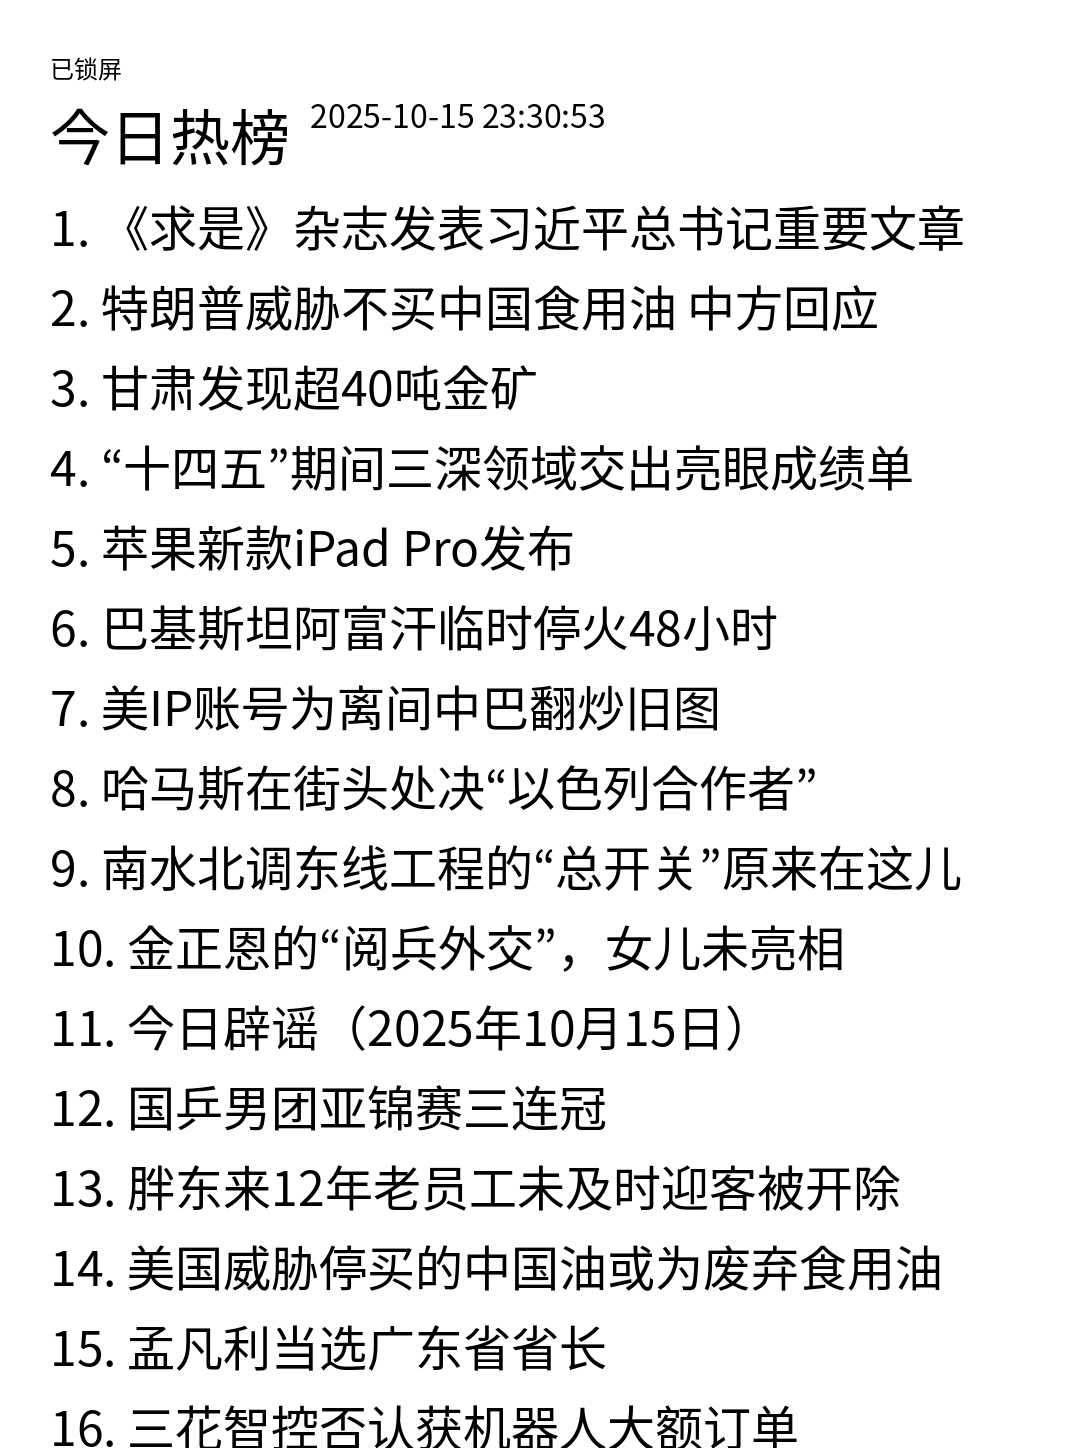 已锁屏
今日热榜 2025-10-15 23:30:53
1. 《求是》杂志发表习近平总书记重要文章
2. 特朗普威胁不买中国食用油 中方回应
3. 甘肃发现超40吨金矿
4. “十四五”期间三深领域交出亮眼成绩单
5. 苹果新款iPad Pro发布
6. 巴基斯坦阿富汗临时停火48小时
7. 美IP账号为离间中巴翻炒旧图
8. 哈马斯在街头处决“以色列合作者”
9. 南水北调东线工程的“总开关”原来在这儿
10. 金正恩的“阅兵外交”，女儿未亮相
11. 今日辟谣（2025年10月15日）
12. 国乒男团亚锦赛三连冠
13. 胖东来12年老员工未及时迎客被开除
14. 美国威胁停买的中国油或为废弃食用油
15. 孟凡利当选广东省省长
16. 三花智控否认获机器人大额订单